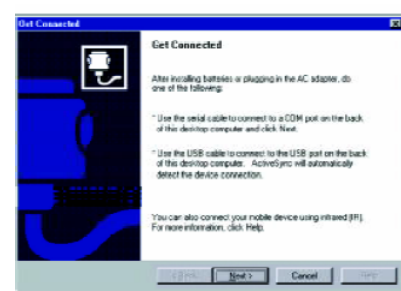 Get Connected
Get Connected
After installing batteries or plugging in the AC adapter, do
one of the following:
* Use the serial cable to connect to a COM port on the back
of this desktop computer and click Next.
* Use the USB cable to connect to the USB port on the back
of this desktop computer. ActiveSync will automatically
detect the device connection.
You can also connect your mobile device using infrared (IR).
For more information, click Help.
< Back Next > Cancel Help